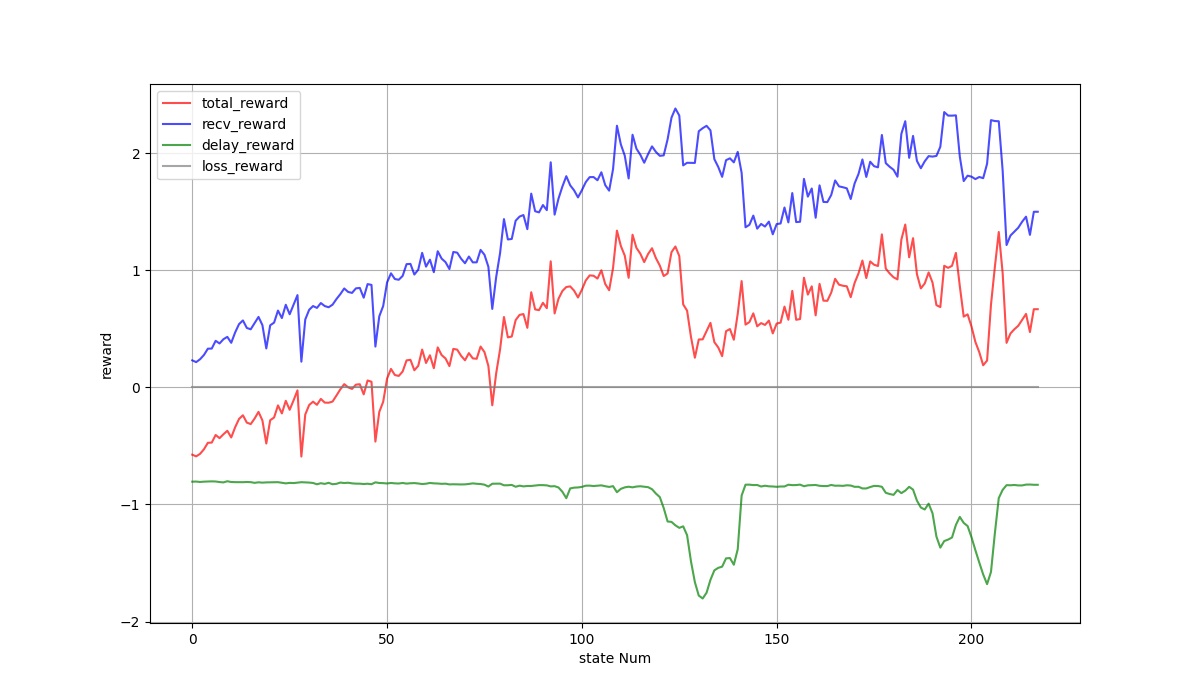 total_reward
recv_reward
delay_reward
loss_reward
reward
2
1
0
−1
−2
0 50 100 150 200
state Num